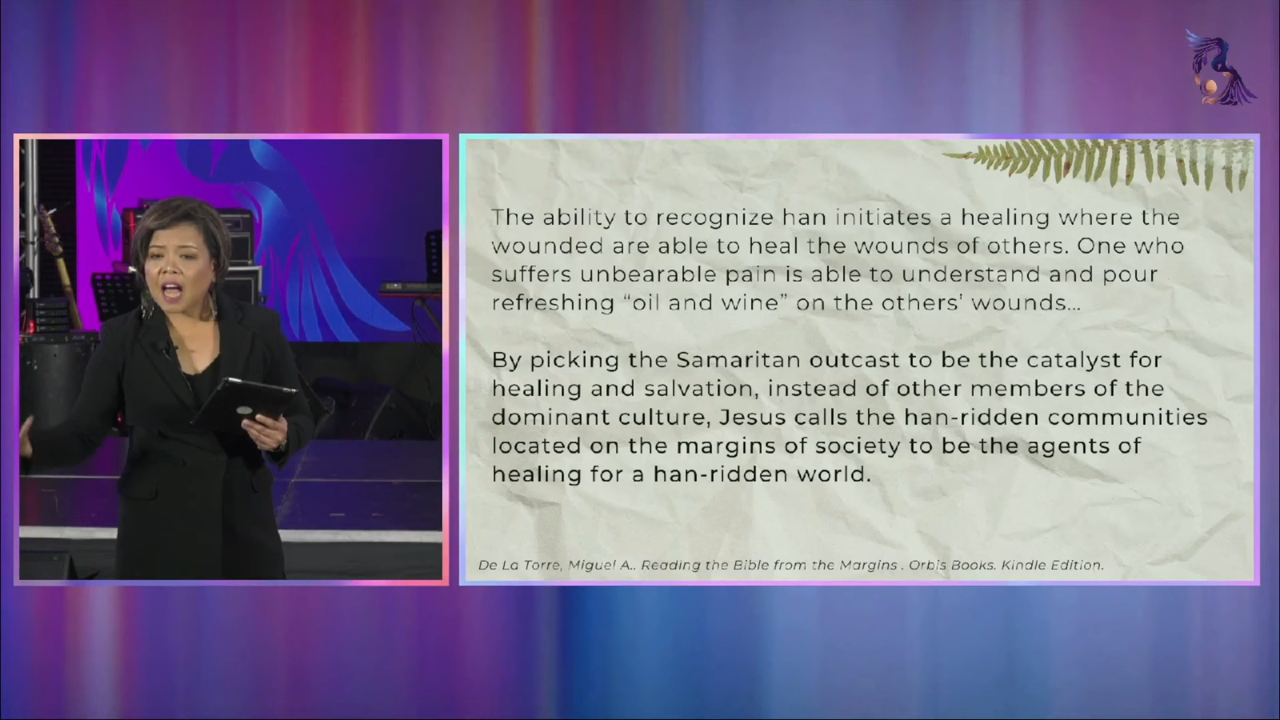 The ability to recognize han initiates a healing where the
wounded are able to heal the wounds of others. One who
suffers unbearable pain is able to understand and pour
refreshing “oil and wine” on the others’ wounds...
By picking the Samaritan outcast to be the catalyst for
healing and salvation, instead of other members of the
dominant culture, Jesus calls the han-ridden communities
located on the margins of society to be the agents of
healing for a han-ridden world.
De La Torre, Miguel A.. Reading the Bible from the Margins . Orbis Books. Kindle Edition.